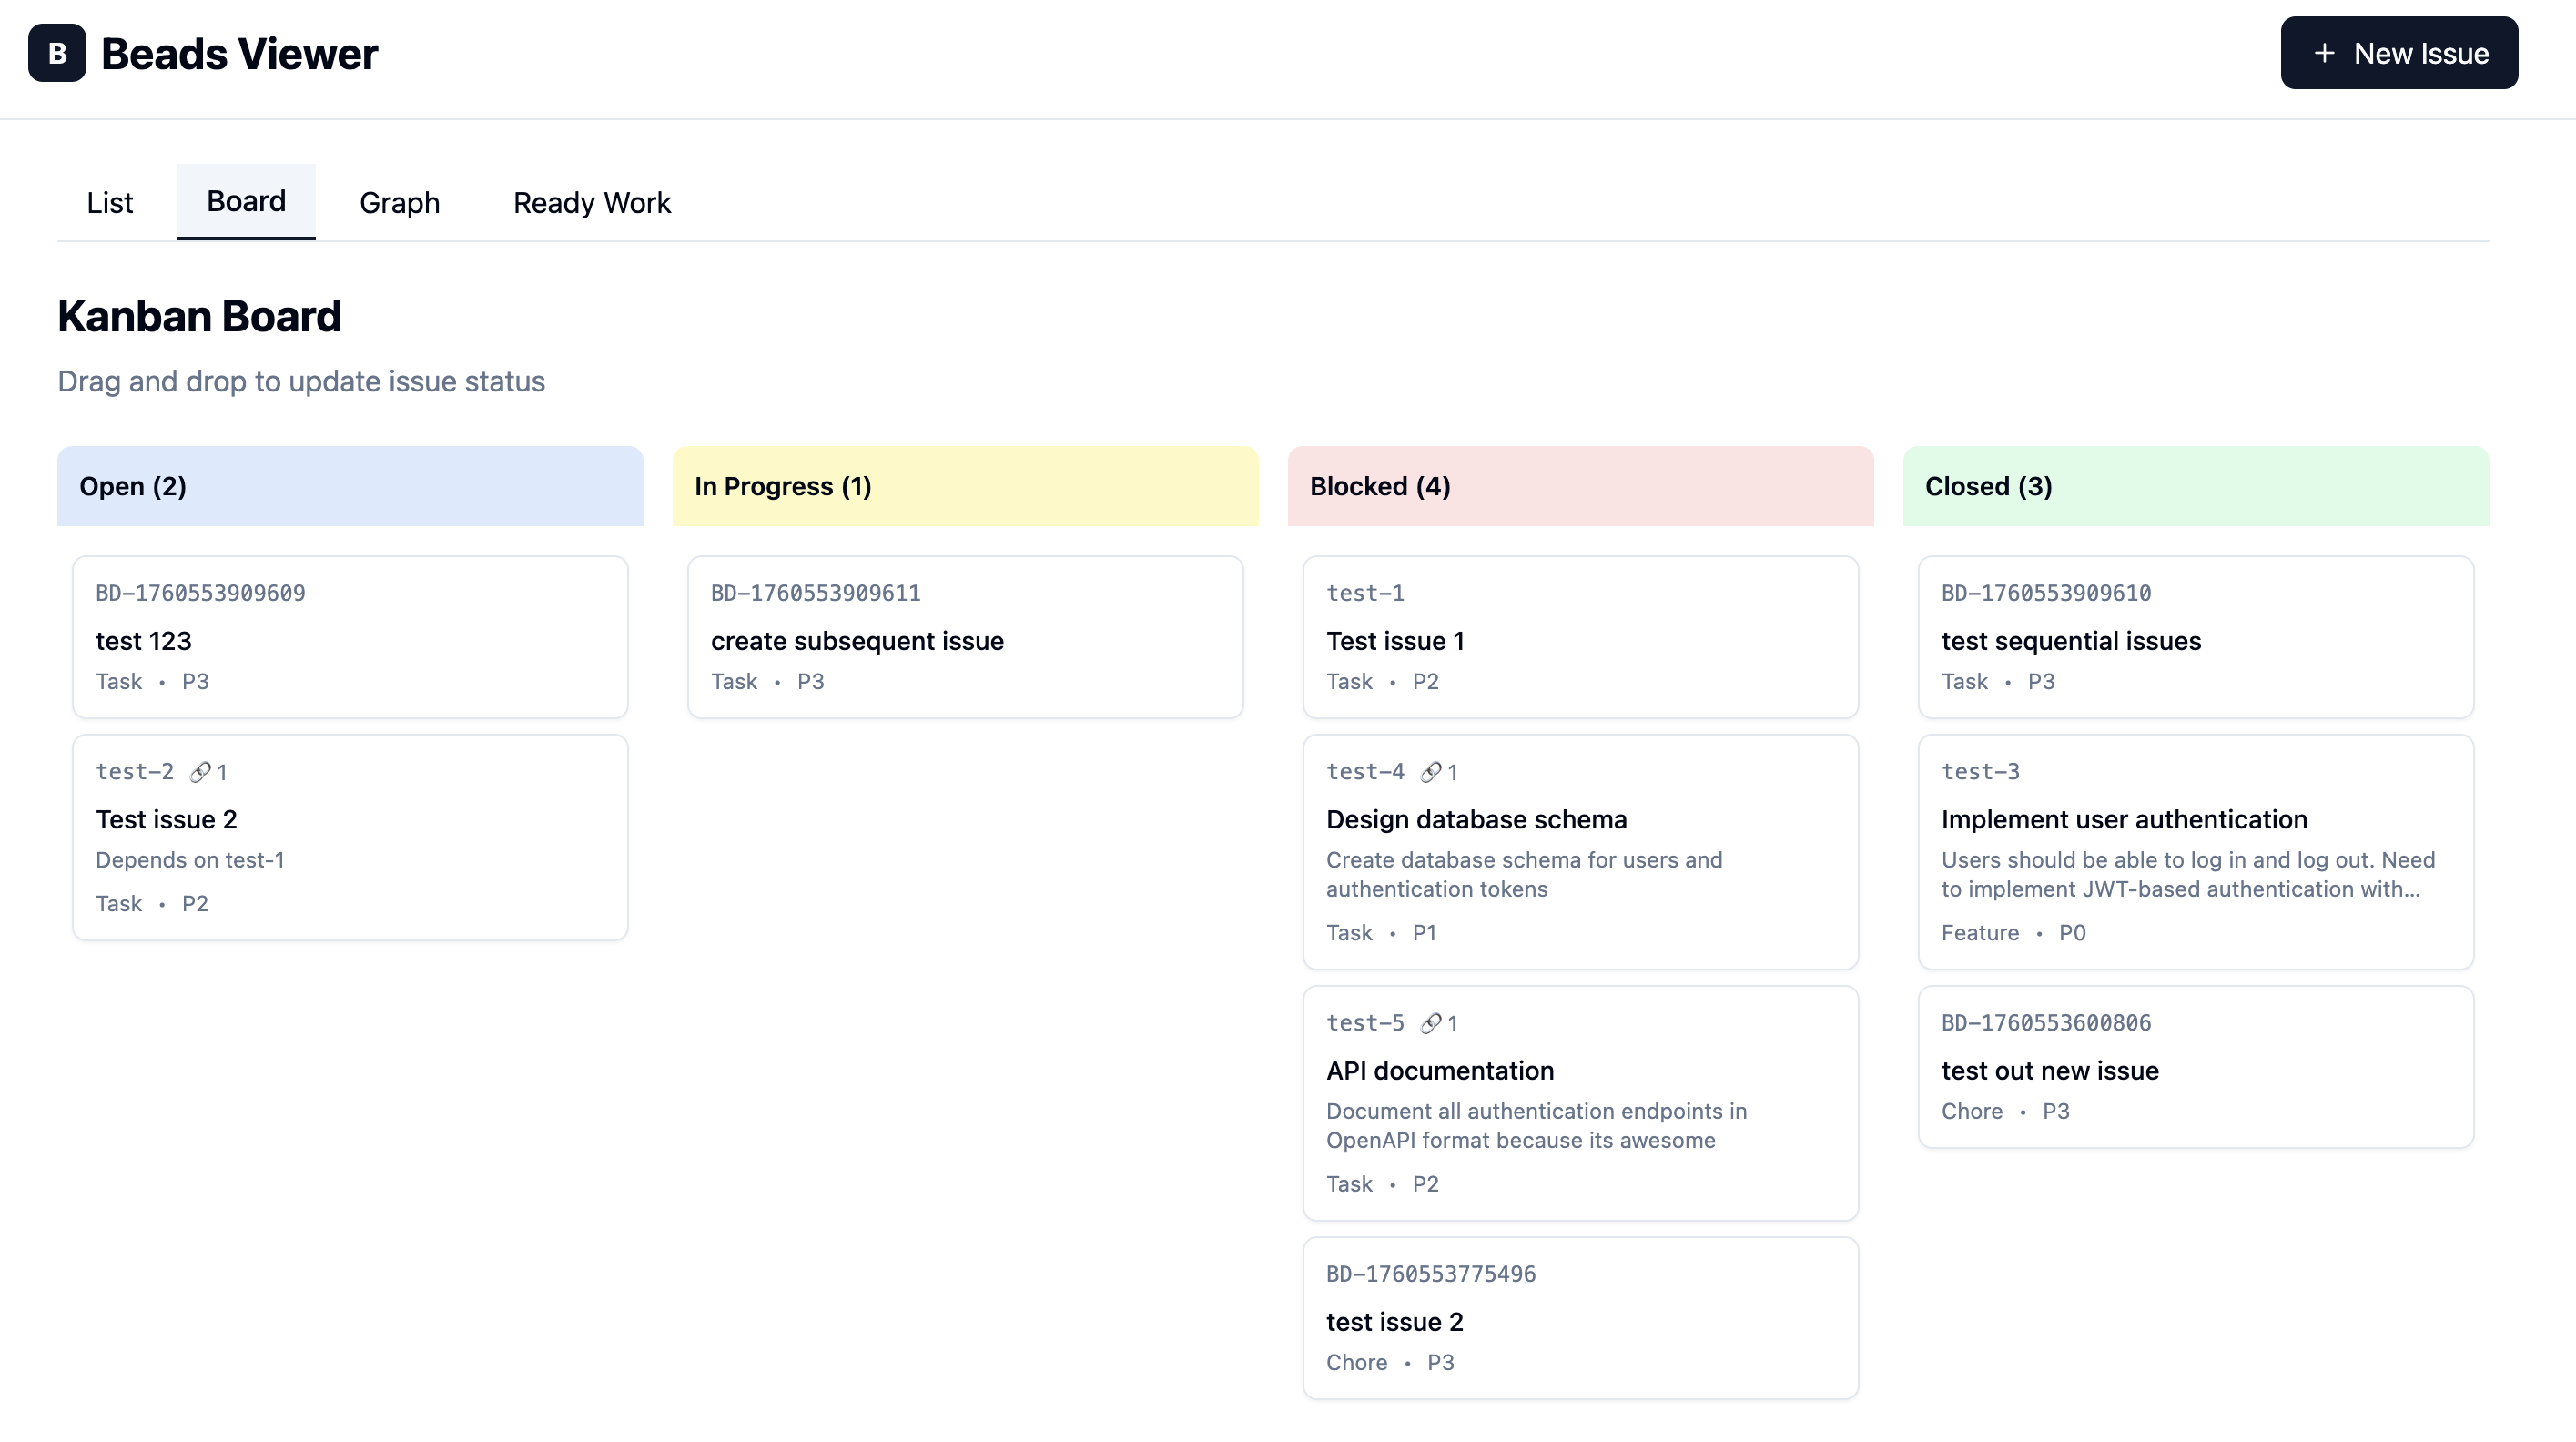 B Beads Viewer
+ New Issue
List Board Graph Ready Work
Kanban Board
Drag and drop to update issue status
Open (2)
BD-1760553909609
test 123
Task • P3
test-2 🔗 1
Test issue 2
Depends on test-1
Task • P2
In Progress (1)
BD-1760553909611
create subsequent issue
Task • P3
Blocked (4)
test-1
Test issue 1
Task • P2
test-4 🔗 1
Design database schema
Create database schema for users and
authentication tokens
Task • P1
test-5 🔗 1
API documentation
Document all authentication endpoints in
OpenAPI format because its awesome
Task • P2
BD-1760553775496
test issue 2
Chore • P3
Closed (3)
BD-1760553909610
test sequential issues
Task • P3
test-3
Implement user authentication
Users should be able to log in and log out. Need
to implement JWT-based authentication with...
Feature • P0
BD-1760553600806
test out new issue
Chore • P3